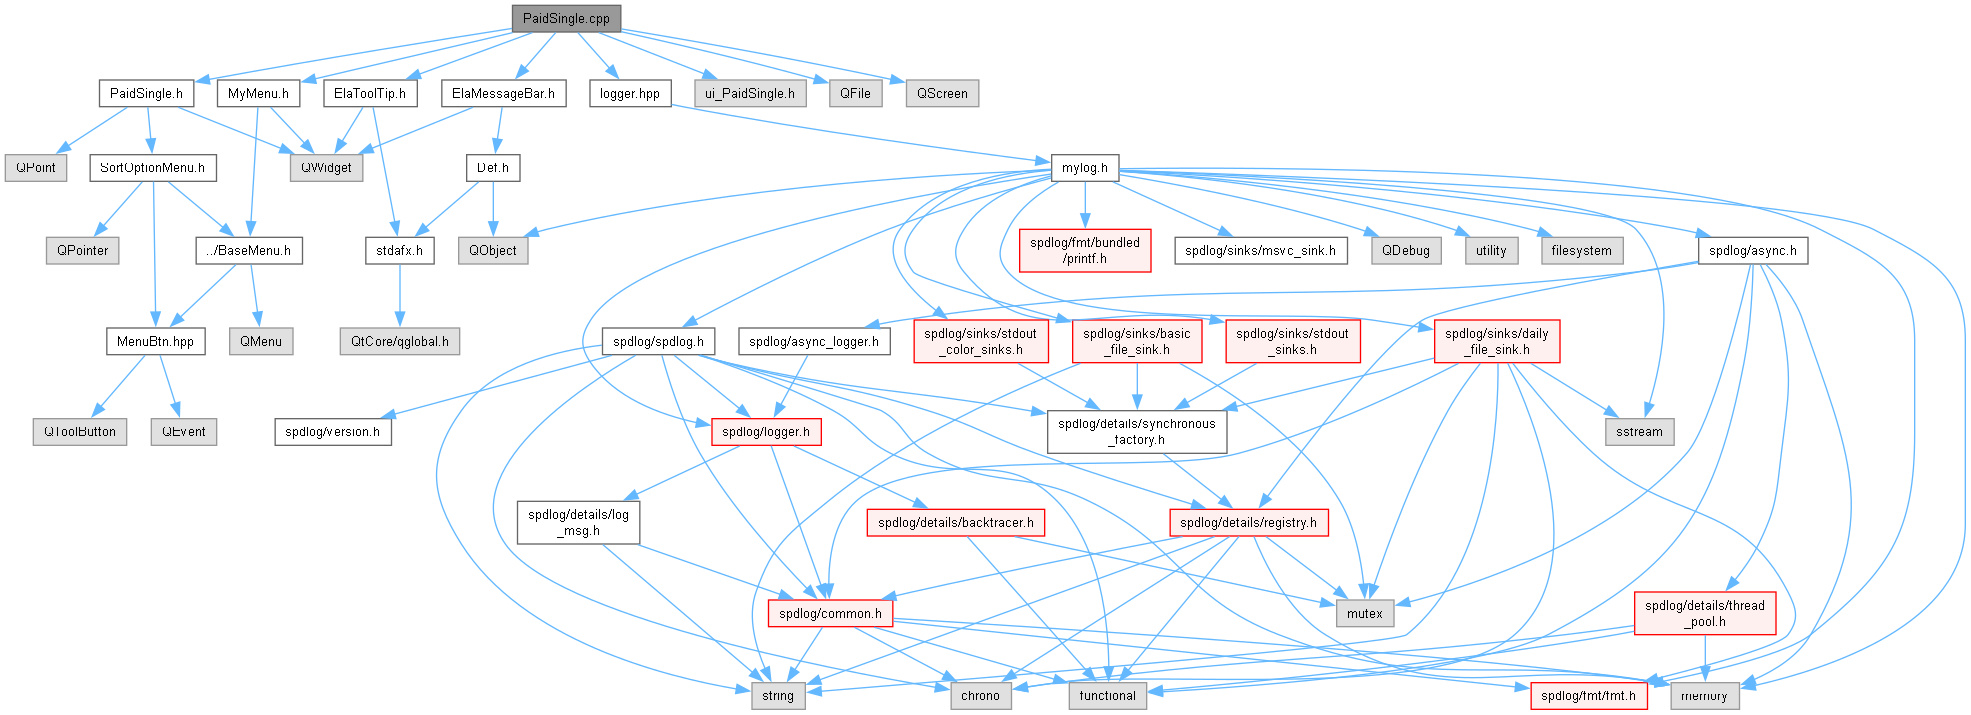 PaidSingle.cpp
PaidSingle.h
MyMenu.h
ElaToolTip.h
ElaMessageBar.h
logger.hpp
ui_PaidSingle.h
QFile
QScreen
QPoint
SortOptionMenu.h
QWidget
Def.h
mylog.h
QPointer
../BaseMenu.h
stdafx.h
QObject
spdlog/fmt/bundled
/printf.h
spdlog/sinks/msvc_sink.h
QDebug
utility
filesystem
spdlog/async.h
MenuBtn.hpp
QMenu
QtCore/qglobal.h
spdlog/spdlog.h
spdlog/async_logger.h
spdlog/sinks/stdout
_color_sinks.h
spdlog/sinks/basic
_file_sink.h
spdlog/sinks/stdout
_sinks.h
spdlog/sinks/daily
_file_sink.h
QToolButton
QEvent
spdlog/version.h
spdlog/logger.h
spdlog/details/synchronous
_factory.h
sstream
spdlog/details/log
_msg.h
spdlog/details/backtracer.h
spdlog/details/registry.h
spdlog/common.h
mutex
spdlog/details/thread
_pool.h
string
chrono
functional
spdlog/fmt/fmt.h
memory